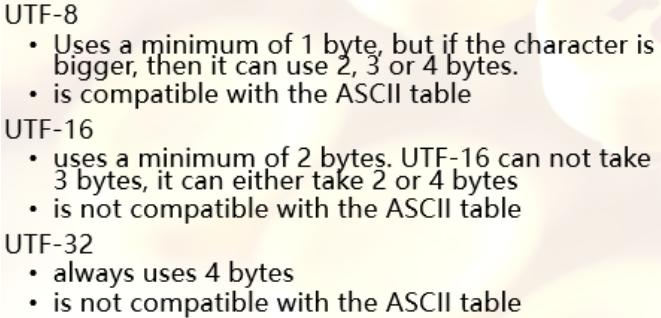 UTF-8
• Uses a minimum of 1 byte, but if the character is
bigger, then it can use 2, 3 or 4 bytes.
• is compatible with the ASCII table
UTF-16
• uses a minimum of 2 bytes. UTF-16 can not take
3 bytes, it can either take 2 or 4 bytes
• is not compatible with the ASCII table
UTF-32
• always uses 4 bytes
• is not compatible with the ASCII table